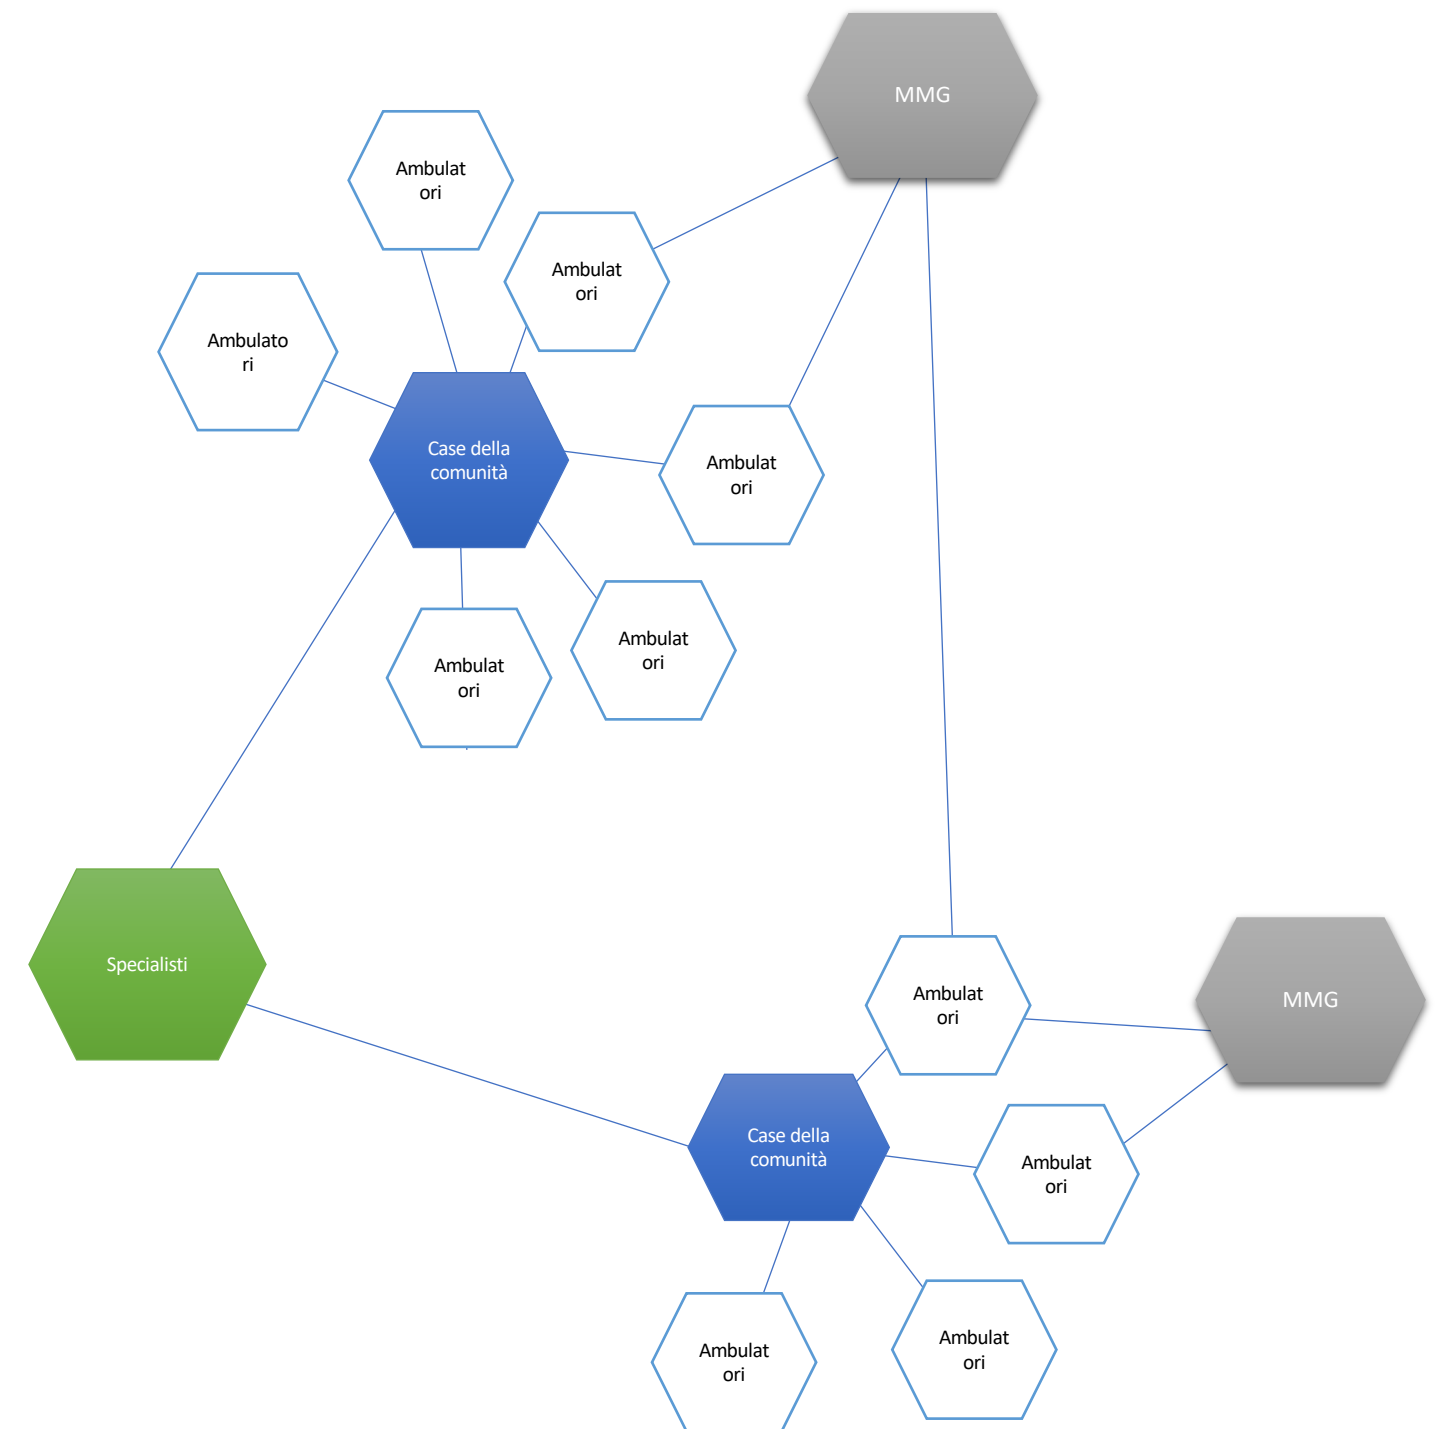 MMG
Ambulat
ori
Ambulat
ori
Ambulato
ri
Case della
comunità
Ambulat
ori
Ambulat
ori
Ambulat
ori
Specialisti
Ambulat
ori
MMG
Case della
comunità
Ambulat
ori
Ambulat
ori
Ambulat
ori